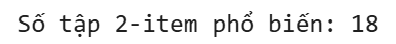 Số tập 2-item phổ biến: 18